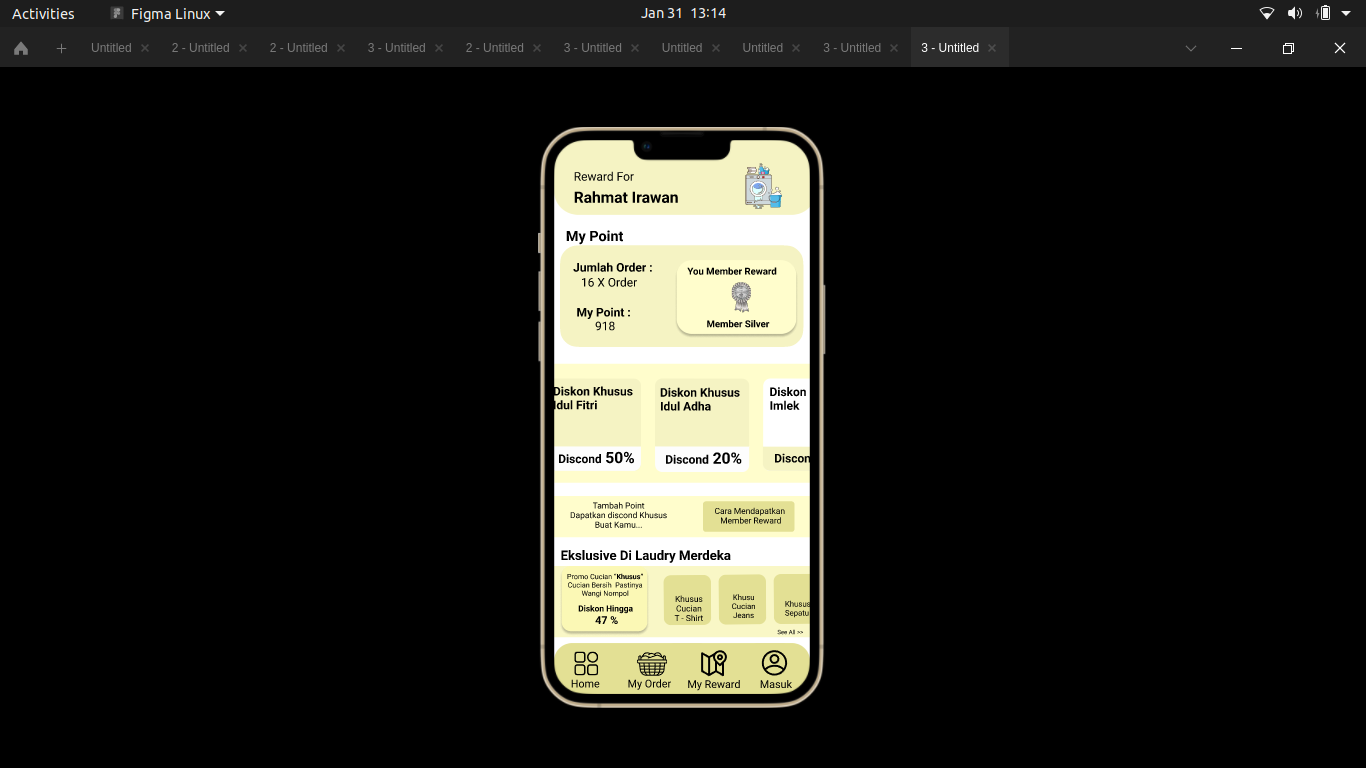 Activities
Figma Linux
Jan 31 13:14
Untitled
2 - Untitled
2 - Untitled
3 - Untitled
2 - Untitled
3 - Untitled
Untitled
Untitled
3 - Untitled
3 - Untitled
Reward For
Rahmat Irawan
My Point
Jumlah Order :
16 X Order
My Point :
918
You Member Reward
Member Silver
Diskon Khusus
Idul Fitri
Discond 50%
Diskon Khusus
Idul Adha
Discond 20%
Diskon
Imlek
Discon
Tambah Point
Dapatkan discond Khusus
Buat Kamu...
Cara Mendapatkan
Member Reward
Ekslusive Di Laudry Merdeka
Promo Cucian "Khusus"
Cucian Bersih Pastinya
Wangi Nompol
Diskon Hingga
47 %
Khusus
Cucian
T - Shirt
Khusu
Cucian
Jeans
Khusus
Sepatu
See All >>
Home
My Order
My Reward
Masuk